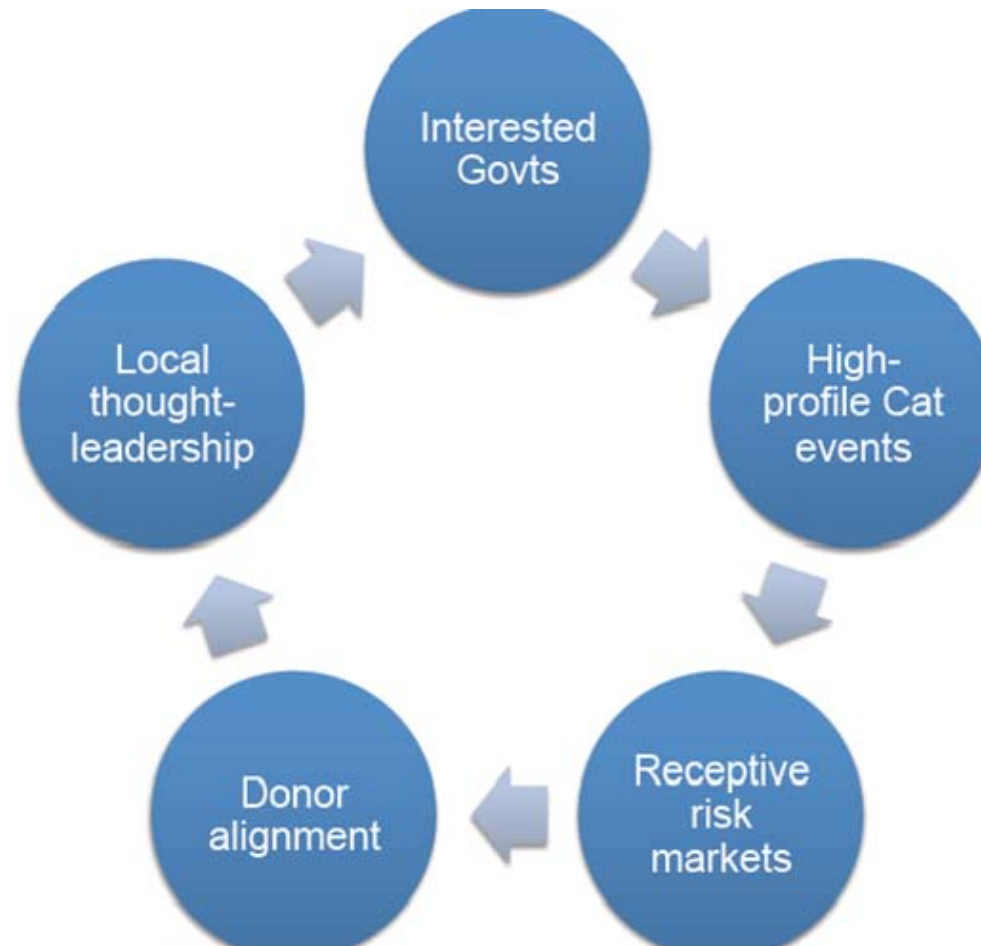 Interested
Govts
High-
profile Cat
events
Receptive
risk
markets
Donor
alignment
Local
thought-
leadership